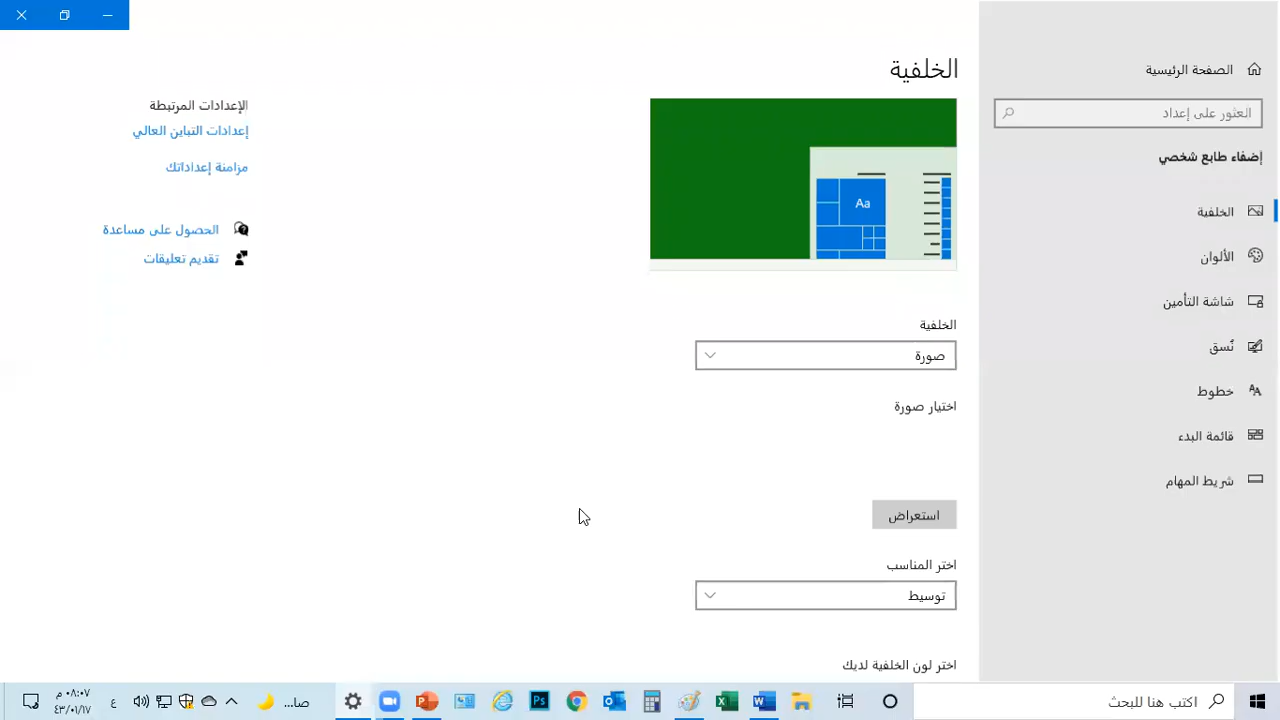 الصفحة الرئيسية
العثور على إعداد
إضفاء طابع شخصي
الخلفية
الألوان
شاشة التأمين
نُسق
خطوط
قائمة البدء
شريط المهام
الخلفية
Aa
الخلفية
صورة
اختيار صورة
استعراض
اختر المناسب
توسيط
اختر لون الخلفية لديك
الإعدادات المرتبطة
إعدادات التباين العالي
مزامنة إعداداتك
الحصول على مساعدة
تقديم تعليقات
اكتب هنا للبحث
صا...
ع
٠٨:٠٧ م
٤٣/٠١/١٧